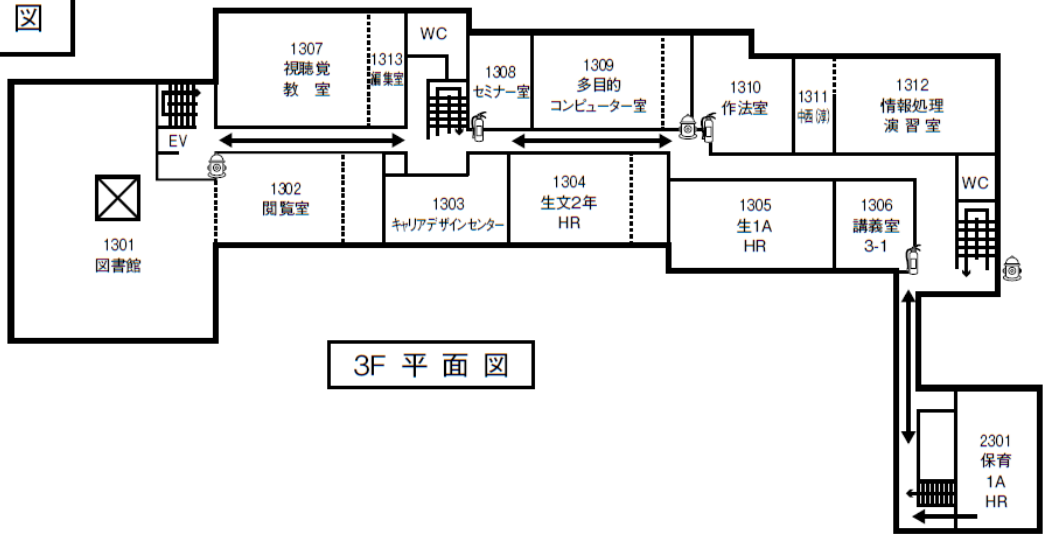 図
1307
視聴覚
教 室
1313
編集室
WC
1308
セミナー室
1309
多目的
コンピューター室
1310
作法室
1311
中西(淳)
1312
情報処理
演習室
EV
1301
図書館
1302
閲覧室
1303
キャリアデザインセンター
1304
生文2年
HR
1305
生1A
HR
1306
講義室
3-1
WC
3F 平 面 図
2301
保育
1A
HR